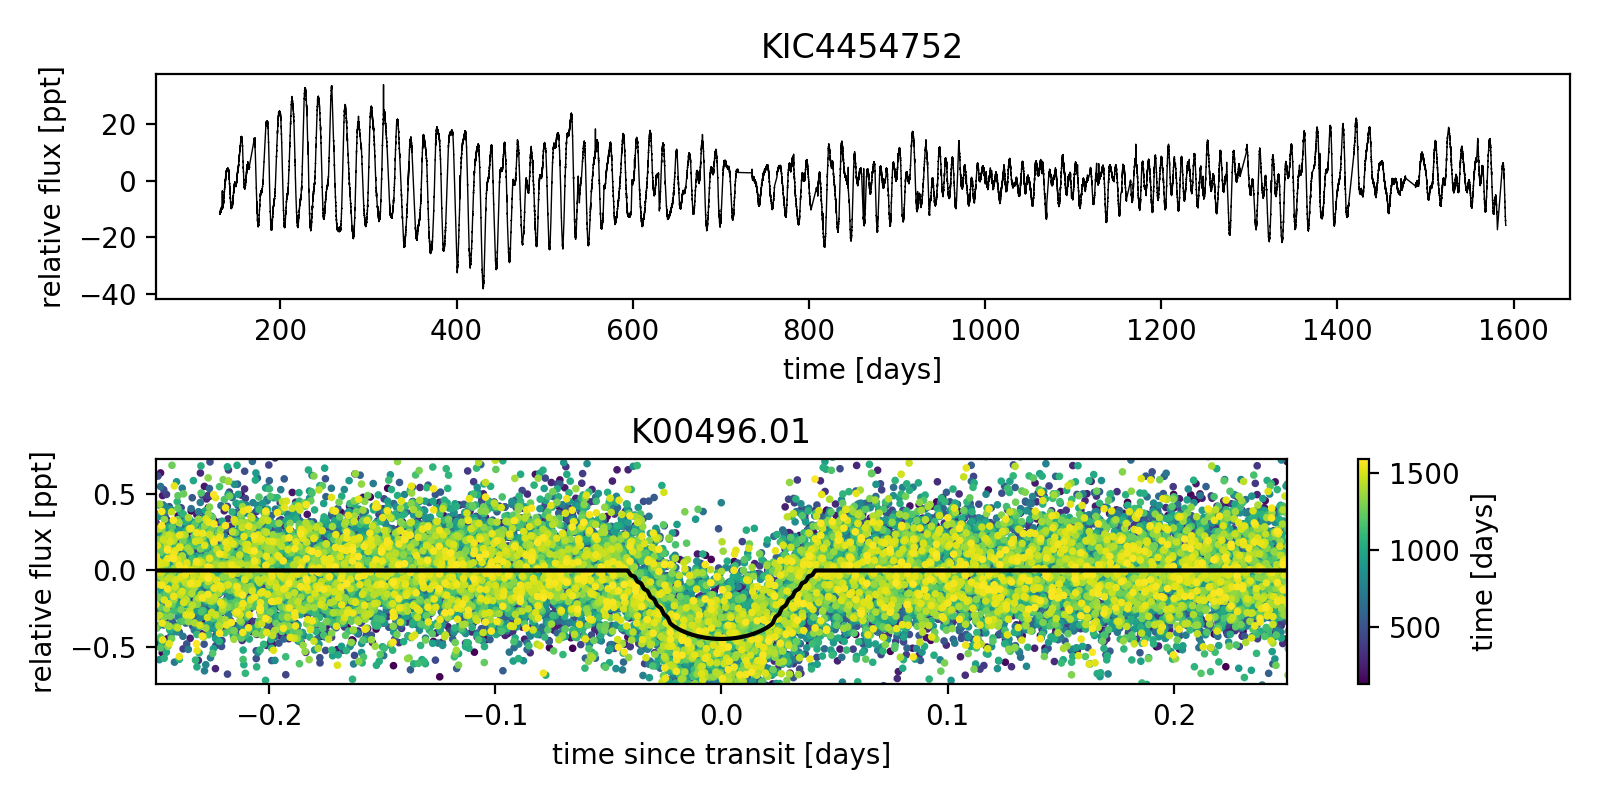 KIC4454752
relative flux [ppt]
20
0
−20
−40
200 400 600 800 1000 1200 1400 1600
time [days]
K00496.01
relative flux [ppt]
0.5
0.0
−0.5
−0.2 −0.1 0.0 0.1 0.2
time since transit [days]
1500
1000
500
time [days]